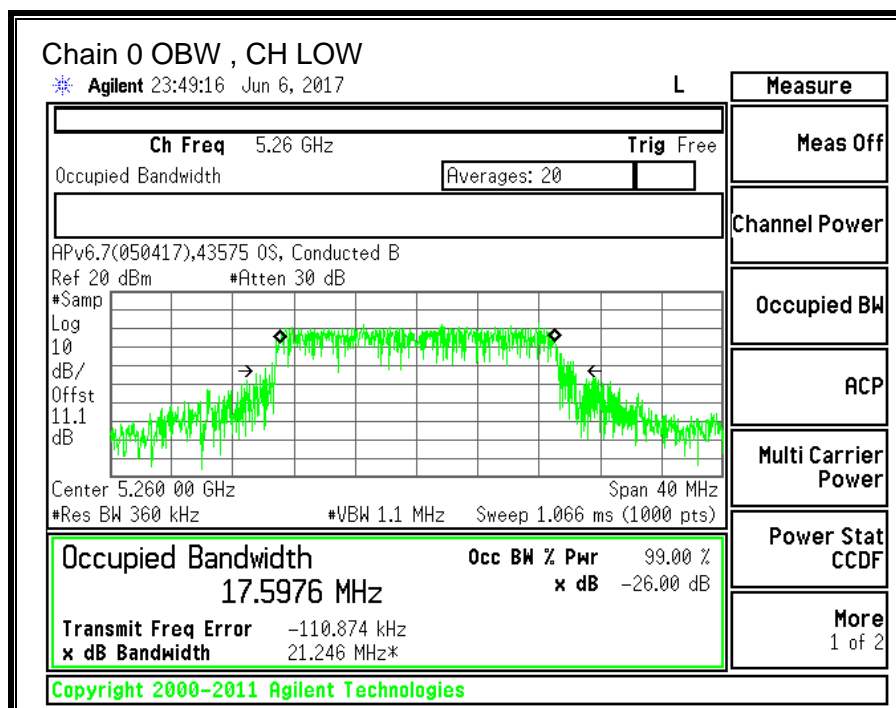 Chain 0 OBW , CH LOW
Agilent 23:49:16 Jun 6, 2017 L
Measure
Ch Freq 5.26 GHz Trig Free
Occupied Bandwidth Averages: 20
APv6.7(050417),43575 OS, Conducted B
Ref 20 dBm #Atten 30 dB
#Samp
Log
10
dB/
Offst
11.1
dB
Center 5.260 00 GHz Span 40 MHz
#Res BW 360 kHz #VBW 1.1 MHz Sweep 1.066 ms (1000 pts)
Occupied Bandwidth Occ BW % Pwr 99.00 %
17.5976 MHz x dB -26.00 dB
Transmit Freq Error -110.874 kHz
x dB Bandwidth 21.246 MHz*
Copyright 2000-2011 Agilent Technologies
Meas Off
Channel Power
Occupied BW
ACP
Multi Carrier
Power
Power Stat
CCDF
More
1 of 2